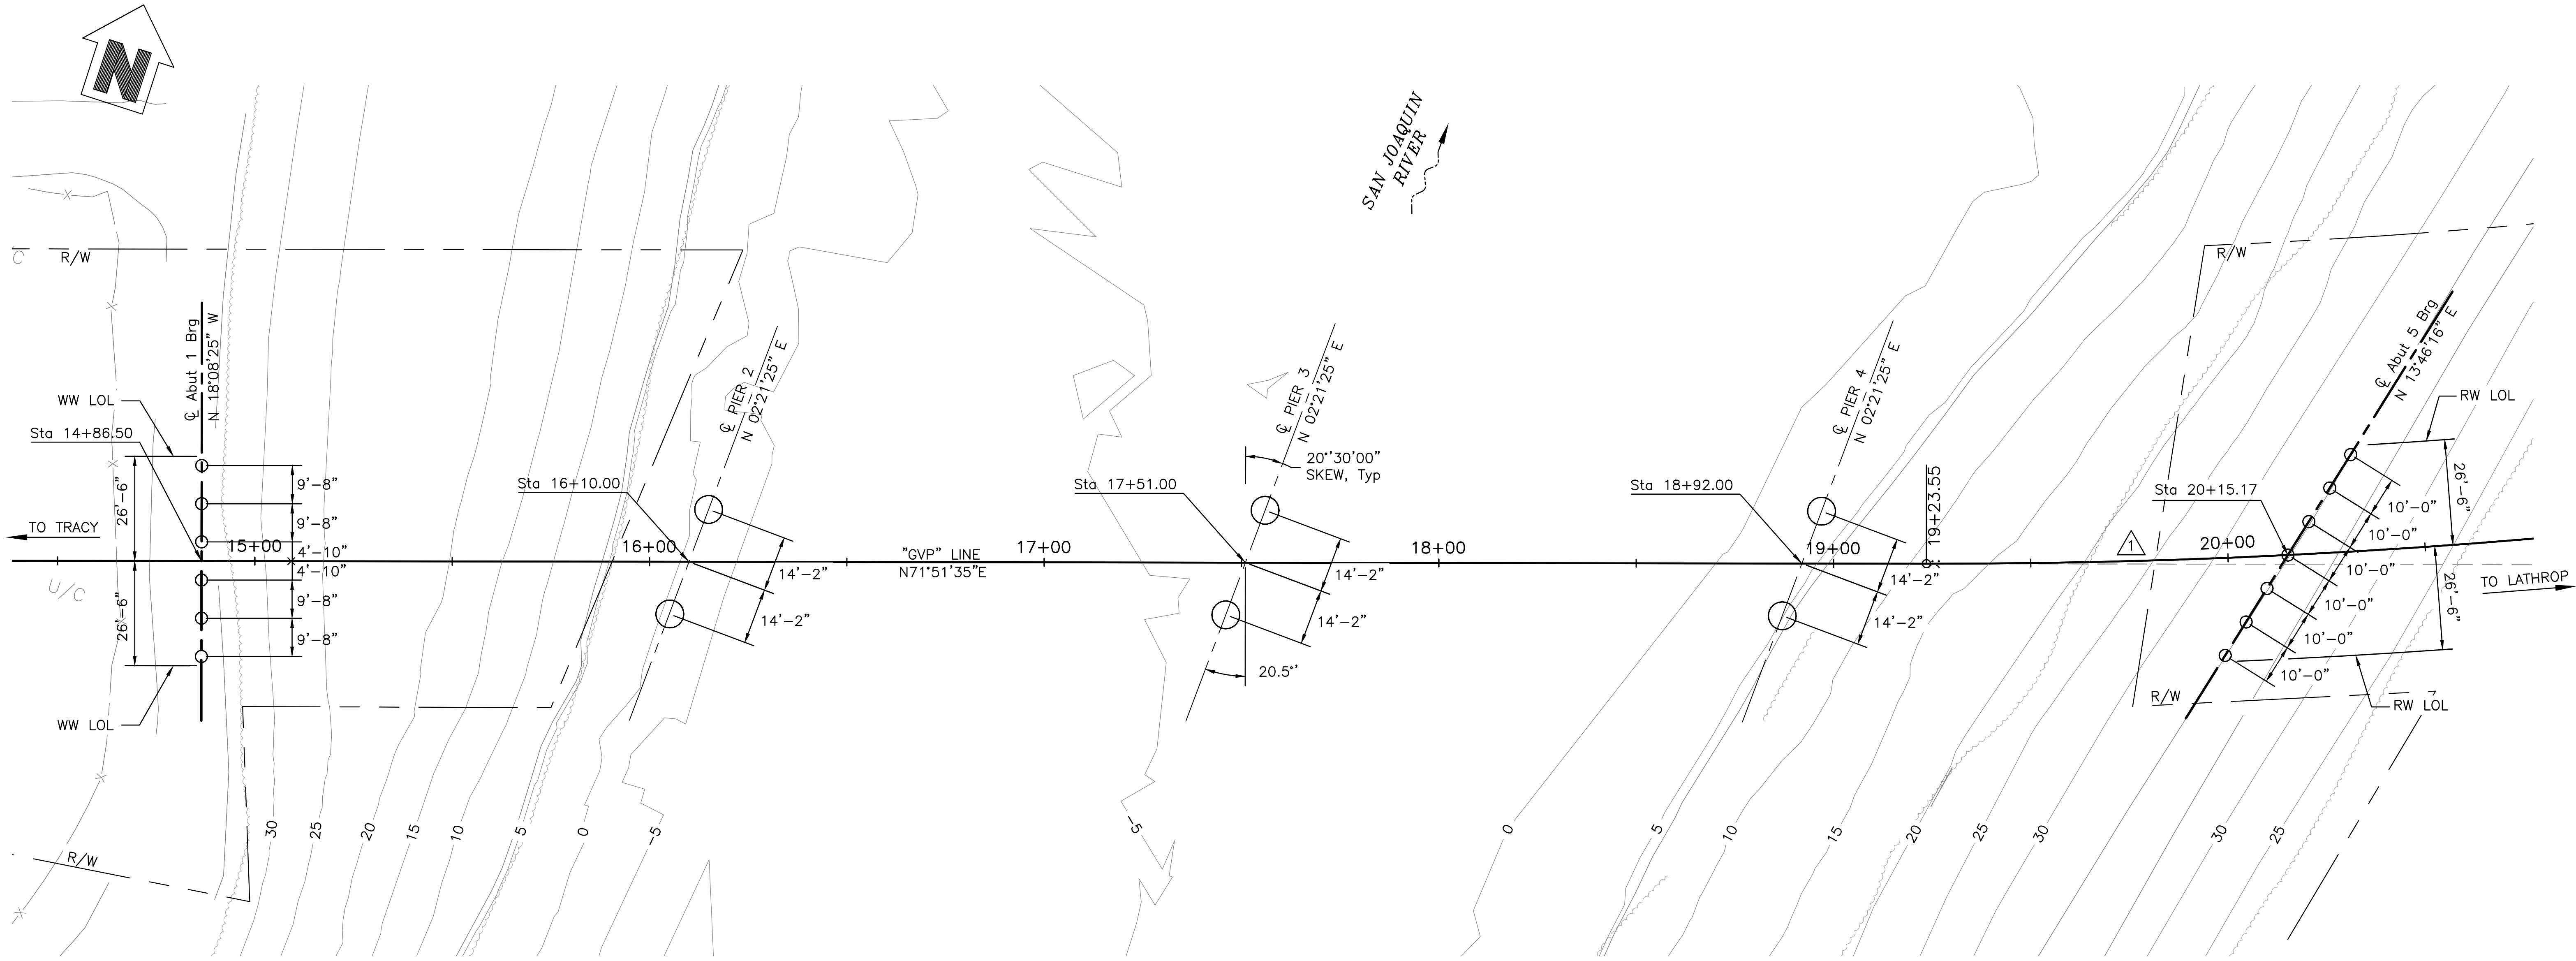 N
SAN JOAQUIN
RIVER
C
R/W
R/W
℄ Abut 1 Brg
N 18°08'25" W
℄ PIER 2
N 02°21'25" E
℄ PIER 3
N 02°21'25" E
℄ PIER 4
N 02°21'25" E
℄ Abut 5 Brg
N 13°46'16" E
WW LOL
RW LOL
Sta 14+86.50
20°'30'00"
SKEW, Typ
Sta 16+10.00
Sta 17+51.00
Sta 18+92.00
Sta 20+15.17
19+23.55
26'-6"
9'-8"
9'-8"
4'-10"
4'-10"
9'-8"
9'-8"
26'-6"
TO TRACY
15+00
16+00
"GVP" LINE
N71°51'35"E
17+00
18+00
19+00
1
20+00
TO LATHROP
14'-2"
14'-2"
14'-2"
14'-2"
14'-2"
14'-2"
26'-6"
26'-6"
10'-0"
10'-0"
10'-0"
10'-0"
10'-0"
10'-0"
U/C
20.5°'
R/W
RW LOL
WW LOL
X
X
X
X
X
30
25
20
15
10
5
0
-5
-5
0
5
10
15
20
25
30
30
25
R/W